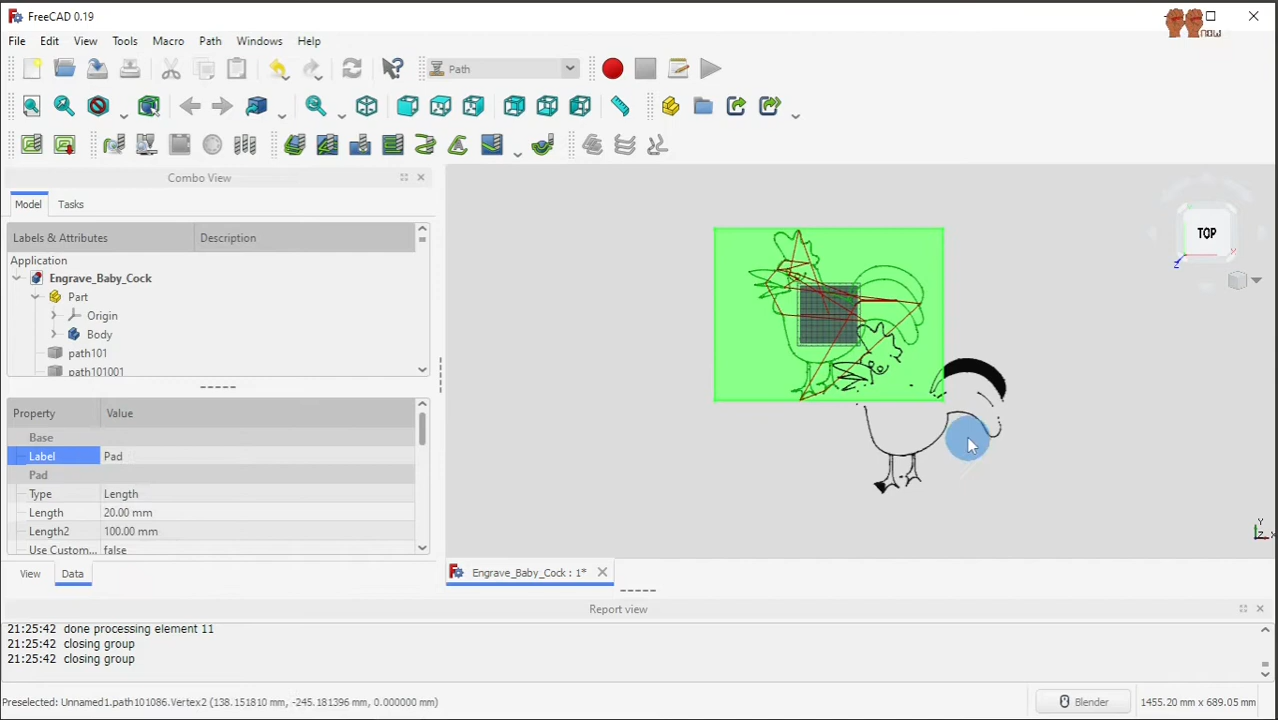 FreeCAD 0.19
now
File Edit View Tools Macro Path Windows Help
Path
Combo View
Model Tasks
Labels & Attributes Description
Application
Engrave_Baby_Cock
Part
Origin
Body
path101
path101001
TOP
Property Value
Base
Label Pad
Pad
Type Length
Length 20.00 mm
Length2 100.00 mm
Use Custom... false
View Data
Engrave_Baby_Cock : 1*
Report view
21:25:42 done processing element 11
21:25:42 closing group
21:25:42 closing group
Preselected: Unnamed1.path101086.Vertex2 (138.151810 mm, -245.181396 mm, 0.000000 mm)
Blender
1455.20 mm x 689.05 mm
Y
Z
X